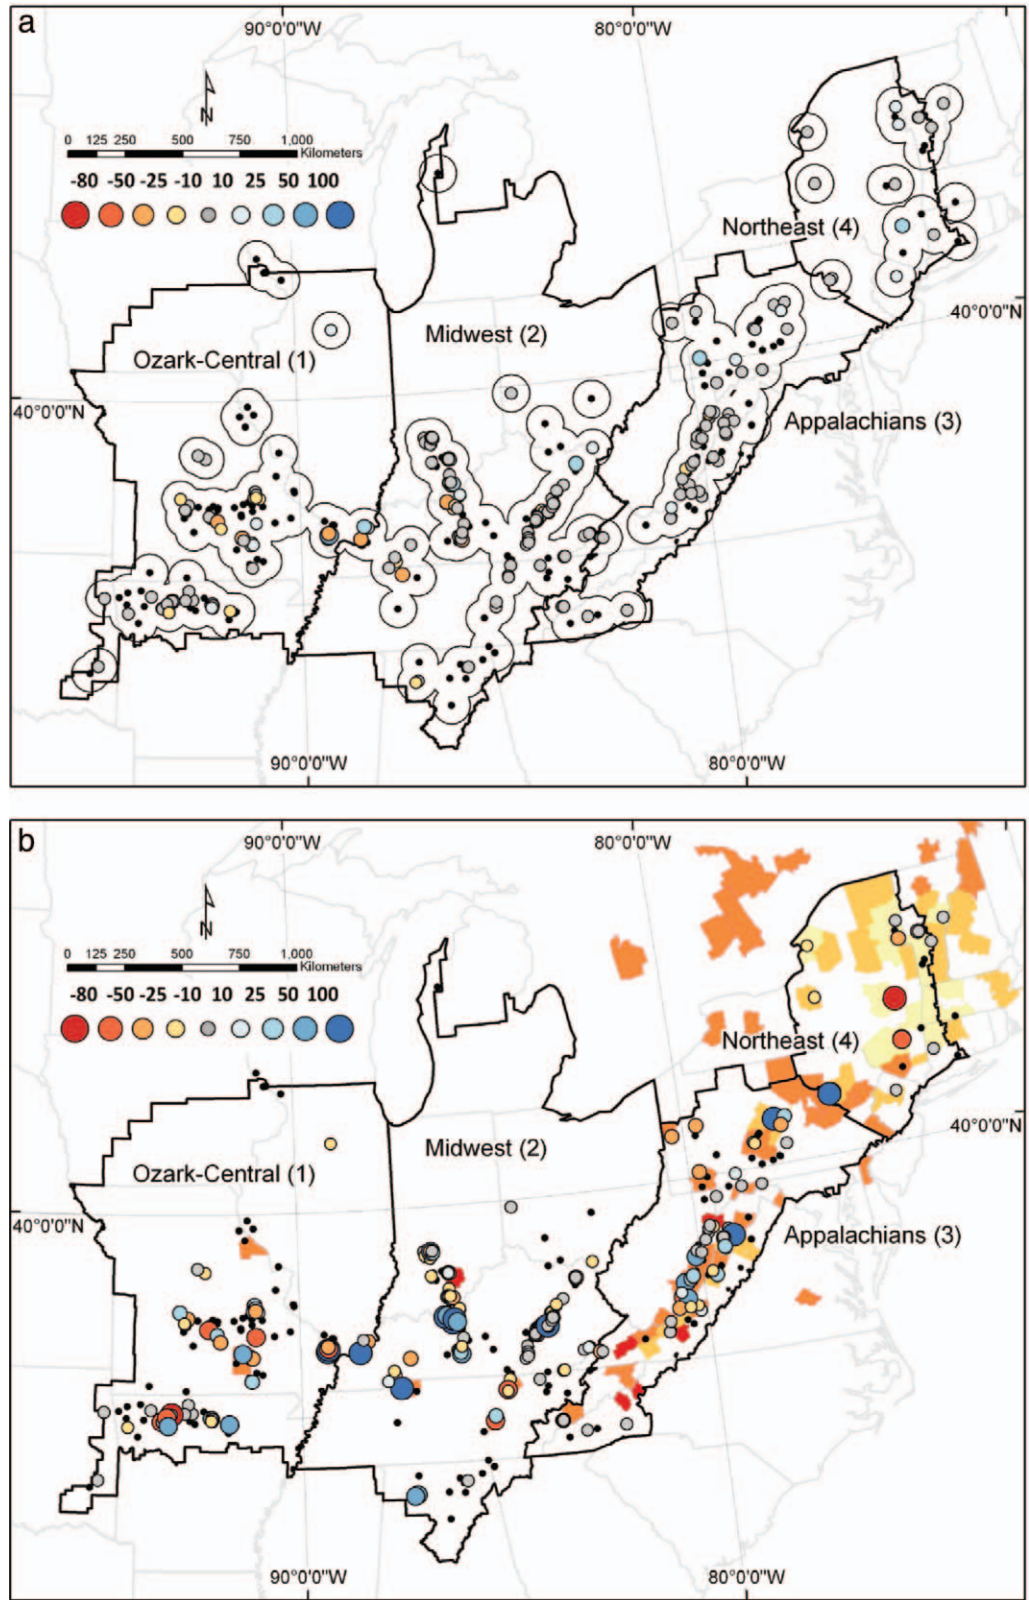 a
90°0'0"W
80°0'0"W
N
0 125 250 500 750 1,000
Kilometers
-80 -50 -25 -10 10 25 50 100
Northeast (4)
40°0'0"N
Midwest (2)
Ozark-Central (1)
40°0'0"N
Appalachians (3)
90°0'0"W
80°0'0"W
b
90°0'0"W
80°0'0"W
N
0 125 250 500 750 1,000
Kilometers
-80 -50 -25 -10 10 25 50 100
Northeast (4)
40°0'0"N
Midwest (2)
Ozark-Central (1)
40°0'0"N
Appalachians (3)
90°0'0"W
80°0'0"W